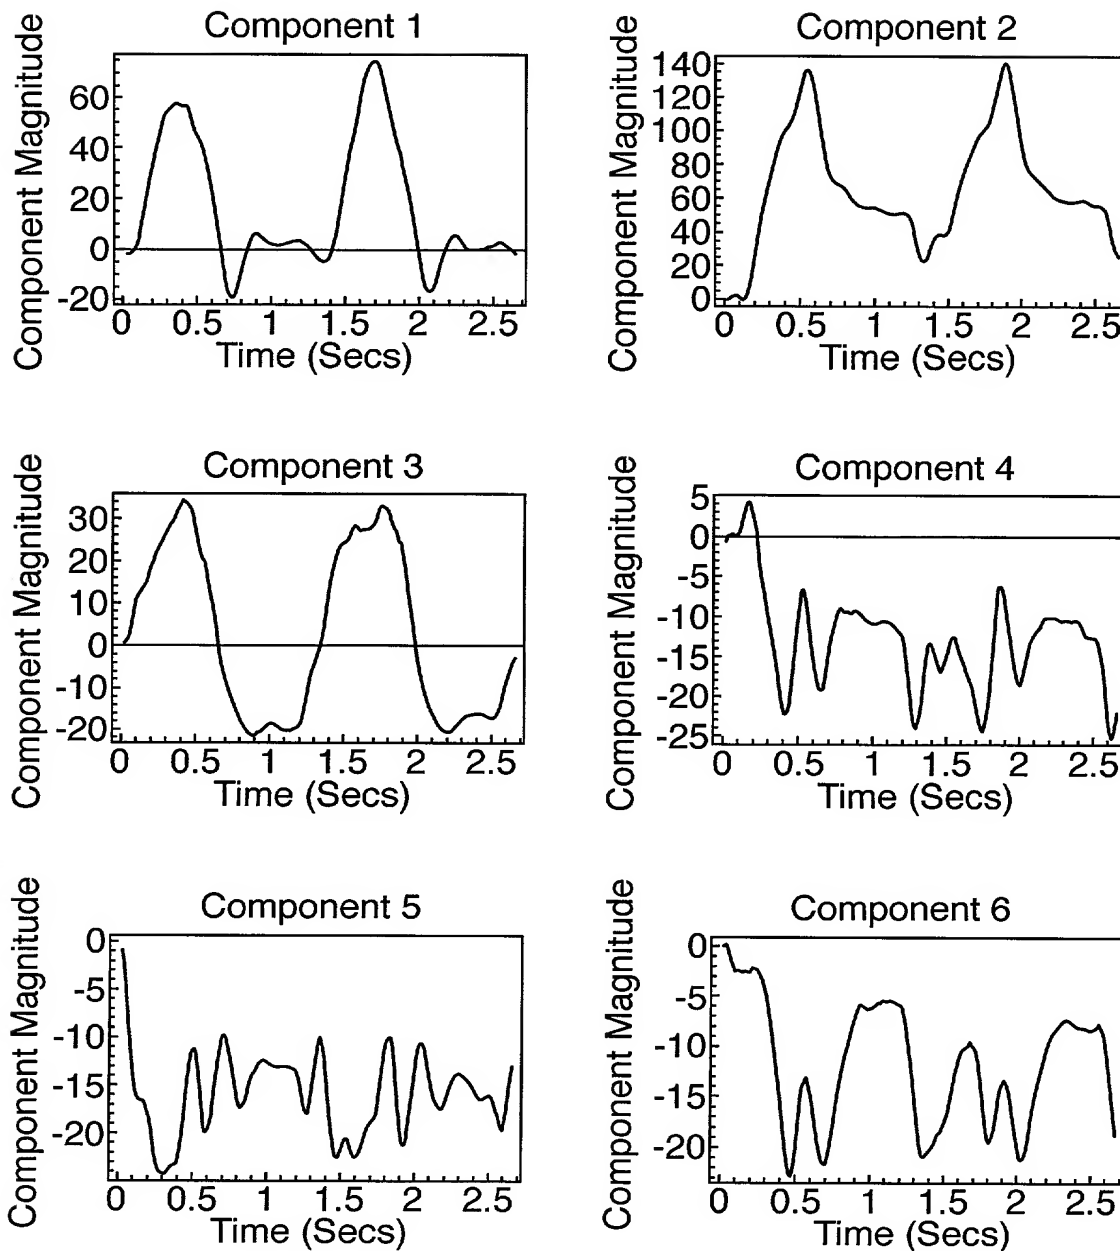 Component 1
Component Magnitude
60
40
20
0
-20
0 0.5 1 1.5 2 2.5
Time (Secs)
Component 2
Component Magnitude
140
120
100
80
60
40
20
0
0 0.5 1 1.5 2 2.5
Time (Secs)
Component 3
Component Magnitude
30
20
10
0
-10
-20
0 0.5 1 1.5 2 2.5
Time (Secs)
Component 4
Component Magnitude
5
0
-5
-10
-15
-20
-25
0 0.5 1 1.5 2 2.5
Time (Secs)
Component 5
Component Magnitude
0
-5
-10
-15
-20
0 0.5 1 1.5 2 2.5
Time (Secs)
Component 6
Component Magnitude
0
-5
-10
-15
-20
0 0.5 1 1.5 2 2.5
Time (Secs)